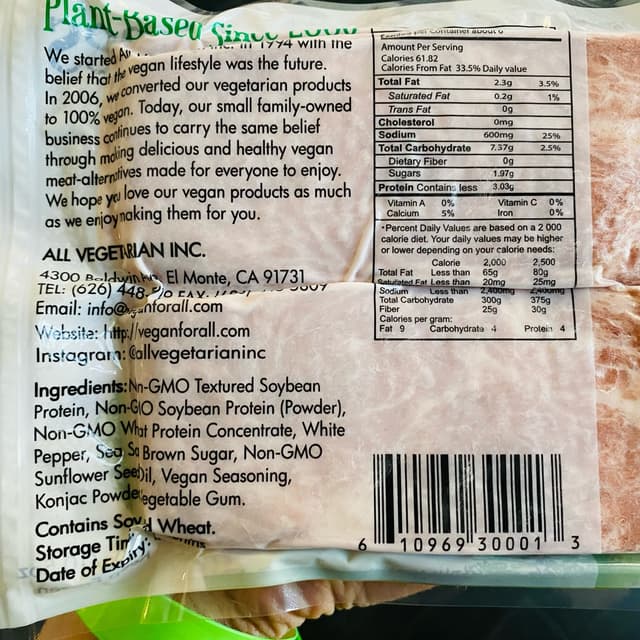 Plant-Based Since
We started in 1994 with the
belief that the vegan lifestyle was the future.
In 2006, we converted our vegetarian products
to 100% vegan. Today, our small family-owned
business continues to carry the same belief
through making delicious and healthy vegan
meat-alternatives made for everyone to enjoy.
We hope you love our vegan products as much
as we enjoy making them for you.
ALL VEGETARIAN INC.
4300 El Monte, CA 91731
TEL: (626) 448
Email: info@
Website: http://veganforall.com
Instagram: @allvegetarianinc
Ingredients: Non-GMO Textured Soybean
Protein, Non-GMO Soybean Protein (Powder),
Non-GMO Wheat Protein Concentrate, White
Pepper, Sea Brown Sugar, Non-GMO
Sunflower Seed Oil, Vegan Seasoning,
Konjac Powder, Vegetable Gum.
Contains Soy Wheat.
Storage
Date of Expiry:
per container about
Amount Per Serving
Calories 61.82
Calories From Fat 33.5% Daily value
Total Fat 2.3g 3.5%
Saturated Fat 0.2g 1%
Trans Fat 0g
Cholesterol 0mg
Sodium 600mg 25%
Total Carbohydrate 7.37g 2.5%
Dietary Fiber 0g
Sugars 1.97g
Protein Contains less 3.03g
Vitamin A 0% Vitamin C 0%
Calcium 5% Iron 0%
*Percent Daily Values are based on a 2 000
calorie diet. Your daily values may be higher
or lower depending on your calorie needs:
Calorie 2,000 2,500
Total Fat Less than 65g 80g
Saturated Fat Less than 20mg 25mg
Sodium Less than 2,400mg 2,400mg
Total Carbohydrate 300g 375g
Fiber 25g 30g
Calories per gram:
Fat 9 Carbohydrate 4 Protein 4
6 10969 30001 3